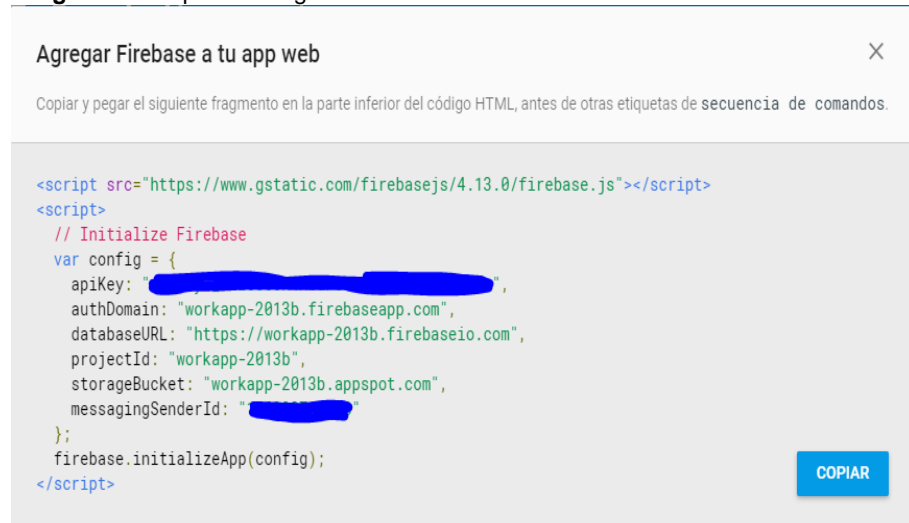 Agregar Firebase a tu app web
Copiar y pegar el siguiente fragmento en la parte inferior del código HTML, antes de otras etiquetas de secuencia de comandos.
<script src="https://www.gstatic.com/firebasejs/4.13.0/firebase.js"></script>
<script>
// Initialize Firebase
var config = {
apiKey: "",
authDomain: "workapp-2013b.firebaseapp.com",
databaseURL: "https://workapp-2013b.firebaseio.com",
projectId: "workapp-2013b",
storageBucket: "workapp-2013b.appspot.com",
messagingSenderId: ""
};
firebase.initializeApp(config);
</script>
COPIAR